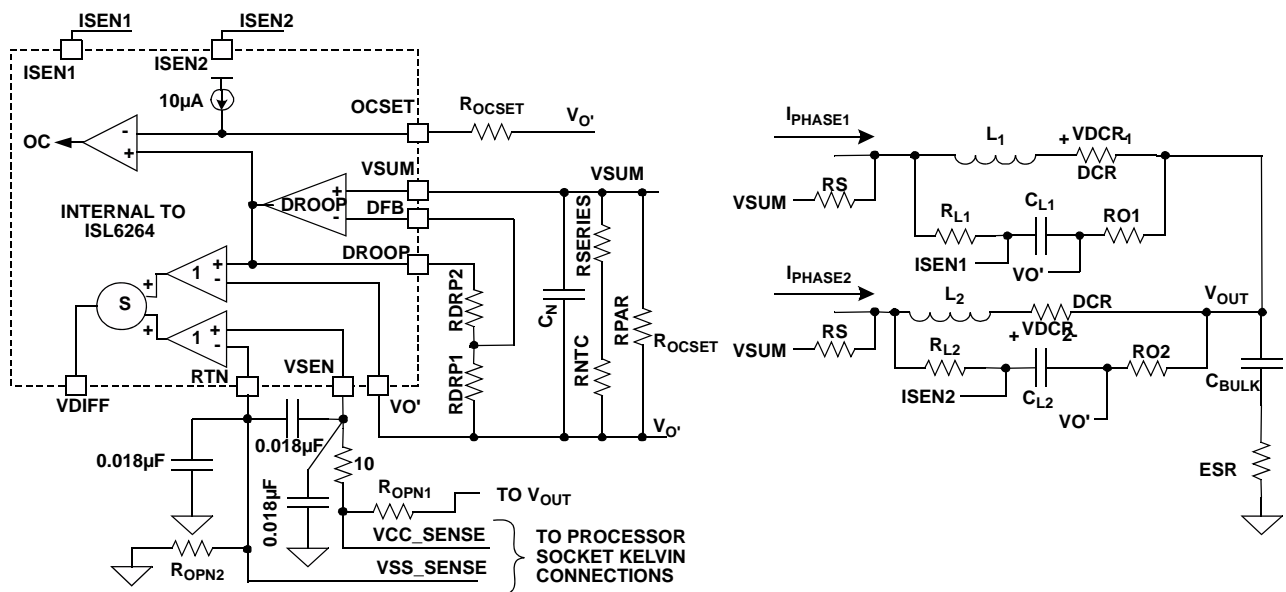 ISEN1
ISEN2
ISEN1
ISEN2
10µA
OCSET
R_OCSET
V_O'
OC
-
+
VSUM
VSUM
+
DROOP
-
DFB
INTERNAL TO
ISL6264
DROOP
RSERIES
RDRP2
C_N
RPAR
R_OCSET
1
+
-
S
+
+
1
+
-
RTN
VSEN
RDRP1
RNTC
VDIFF
VO'
V_O'
0.018µF
0.018µF
10
0.018µF
R_OPN1
TO V_OUT
VCC_SENSE
R_OPN2
VSS_SENSE
TO PROCESSOR
SOCKET KELVIN
CONNECTIONS
I_PHASE1
L_1
+ VDCR_1
DCR
VSUM
RS
R_L1
C_L1
RO1
ISEN1
VO'
I_PHASE2
L_2
DCR
V_OUT
+ VDCR_2 -
VSUM
RS
R_L2
C_L2
RO2
ISEN2
VO'
C_BULK
ESR